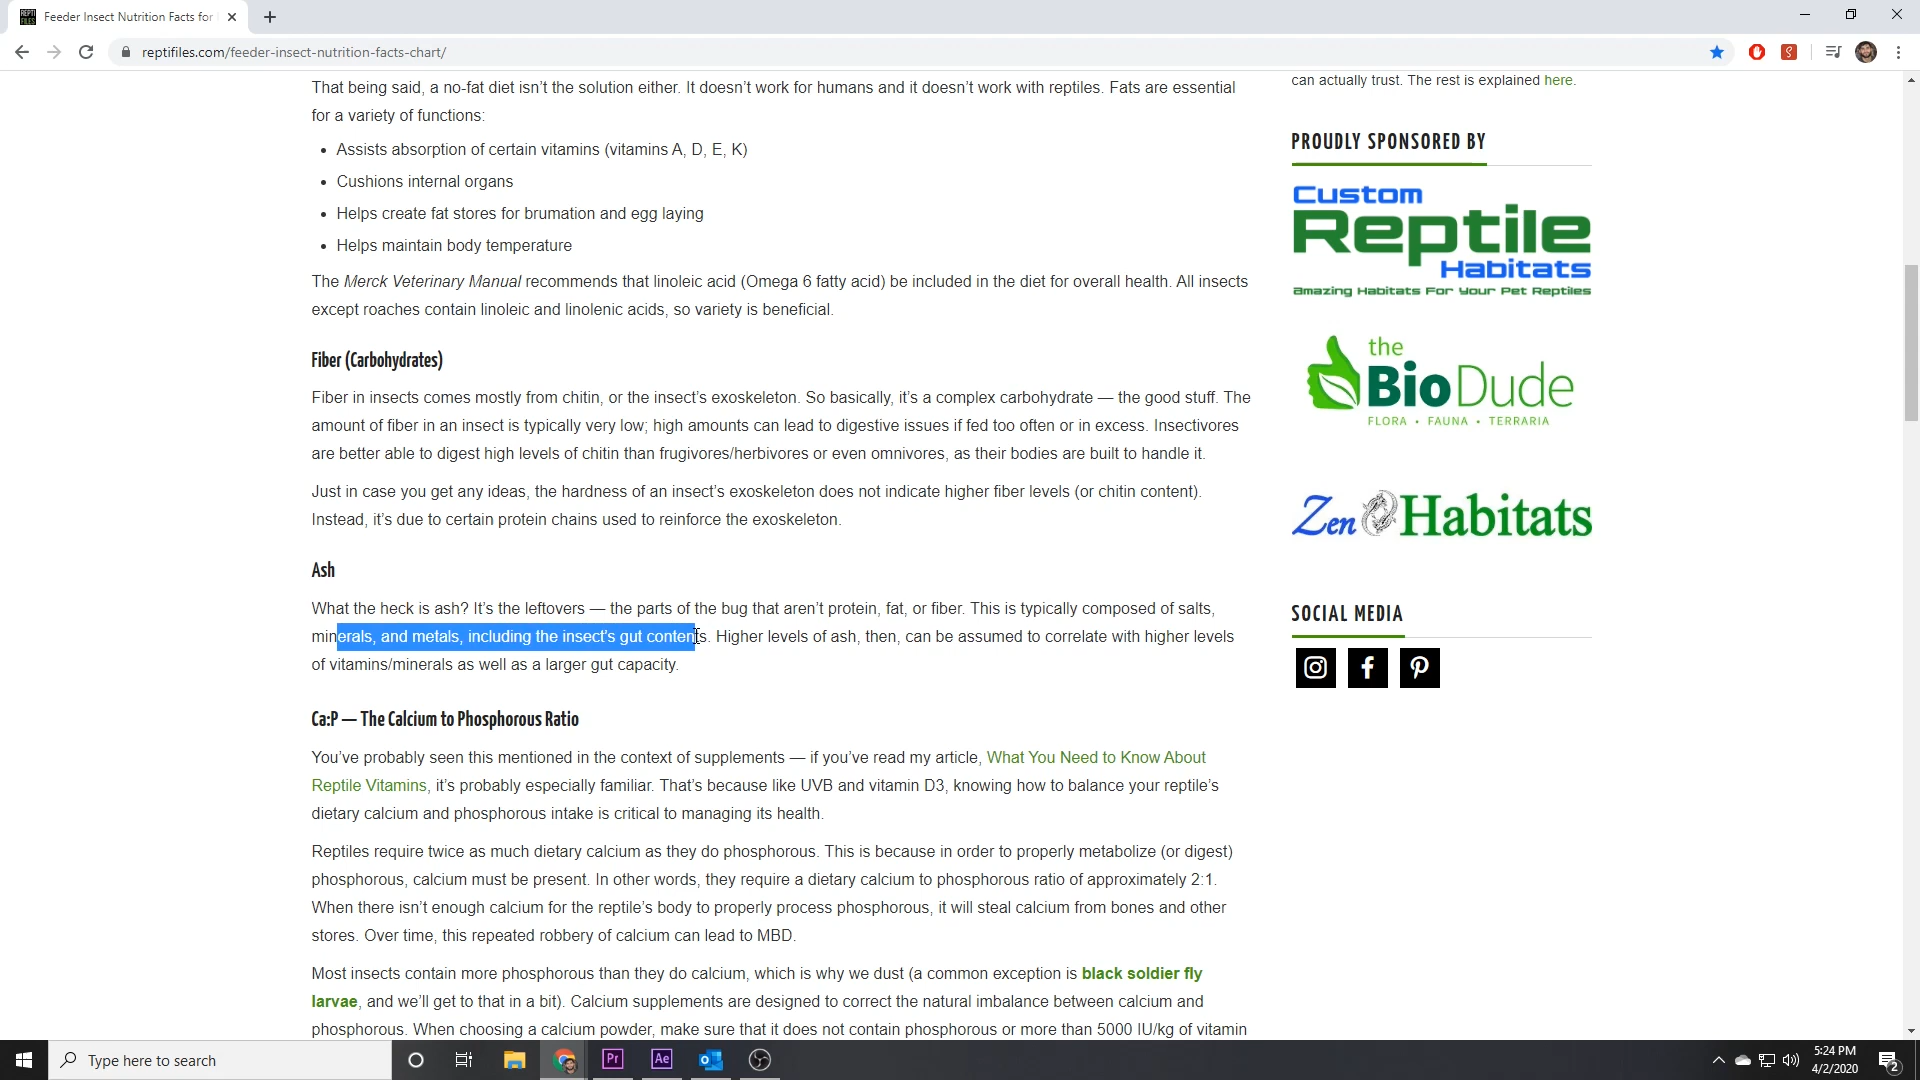 Feeder Insect Nutrition Facts for
reptifiles.com/feeder-insect-nutrition-facts-chart/
That being said, a no-fat diet isn’t the solution either. It doesn’t work for humans and it doesn’t work with reptiles. Fats are essential
for a variety of functions:
• Assists absorption of certain vitamins (vitamins A, D, E, K)
• Cushions internal organs
• Helps create fat stores for brumation and egg laying
• Helps maintain body temperature
The Merck Veterinary Manual recommends that linoleic acid (Omega 6 fatty acid) be included in the diet for overall health. All insects
except roaches contain linoleic and linolenic acids, so variety is beneficial.
Fiber (Carbohydrates)
Fiber in insects comes mostly from chitin, or the insect’s exoskeleton. So basically, it’s a complex carbohydrate — the good stuff. The
amount of fiber in an insect is typically very low; high amounts can lead to digestive issues if fed too often or in excess. Insectivores
are better able to digest high levels of chitin than frugivores/herbivores or even omnivores, as their bodies are built to handle it.
Just in case you get any ideas, the hardness of an insect’s exoskeleton does not indicate higher fiber levels (or chitin content).
Instead, it’s due to certain protein chains used to reinforce the exoskeleton.
Ash
What the heck is ash? It’s the leftovers — the parts of the bug that aren’t protein, fat, or fiber. This is typically composed of salts,
minerals, and metals, including the insect’s gut contents. Higher levels of ash, then, can be assumed to correlate with higher levels
of vitamins/minerals as well as a larger gut capacity.
Ca:P — The Calcium to Phosphorous Ratio
You’ve probably seen this mentioned in the context of supplements — if you’ve read my article, What You Need to Know About
Reptile Vitamins, it’s probably especially familiar. That’s because like UVB and vitamin D3, knowing how to balance your reptile’s
dietary calcium and phosphorous intake is critical to managing its health.
Reptiles require twice as much dietary calcium as they do phosphorous. This is because in order to properly metabolize (or digest)
phosphorous, calcium must be present. In other words, they require a dietary calcium to phosphorous ratio of approximately 2:1.
When there isn’t enough calcium for the reptile’s body to properly process phosphorous, it will steal calcium from bones and other
stores. Over time, this repeated robbery of calcium can lead to MBD.
Most insects contain more phosphorous than they do calcium, which is why we dust (a common exception is black soldier fly
larvae, and we’ll get to that in a bit). Calcium supplements are designed to correct the natural imbalance between calcium and
phosphorous. When choosing a calcium powder, make sure that it does not contain phosphorous or more than 5000 IU/kg of vitamin
can actually trust. The rest is explained here.
PROUDLY SPONSORED BY
Custom
Reptile
Habitats
Amazing Habitats For Your Pet Reptiles
the
BioDude
FLORA • FAUNA • TERRARIA
Zen Habitats
SOCIAL MEDIA
Type here to search
Pr
Ae
5:24 PM
4/2/2020
2